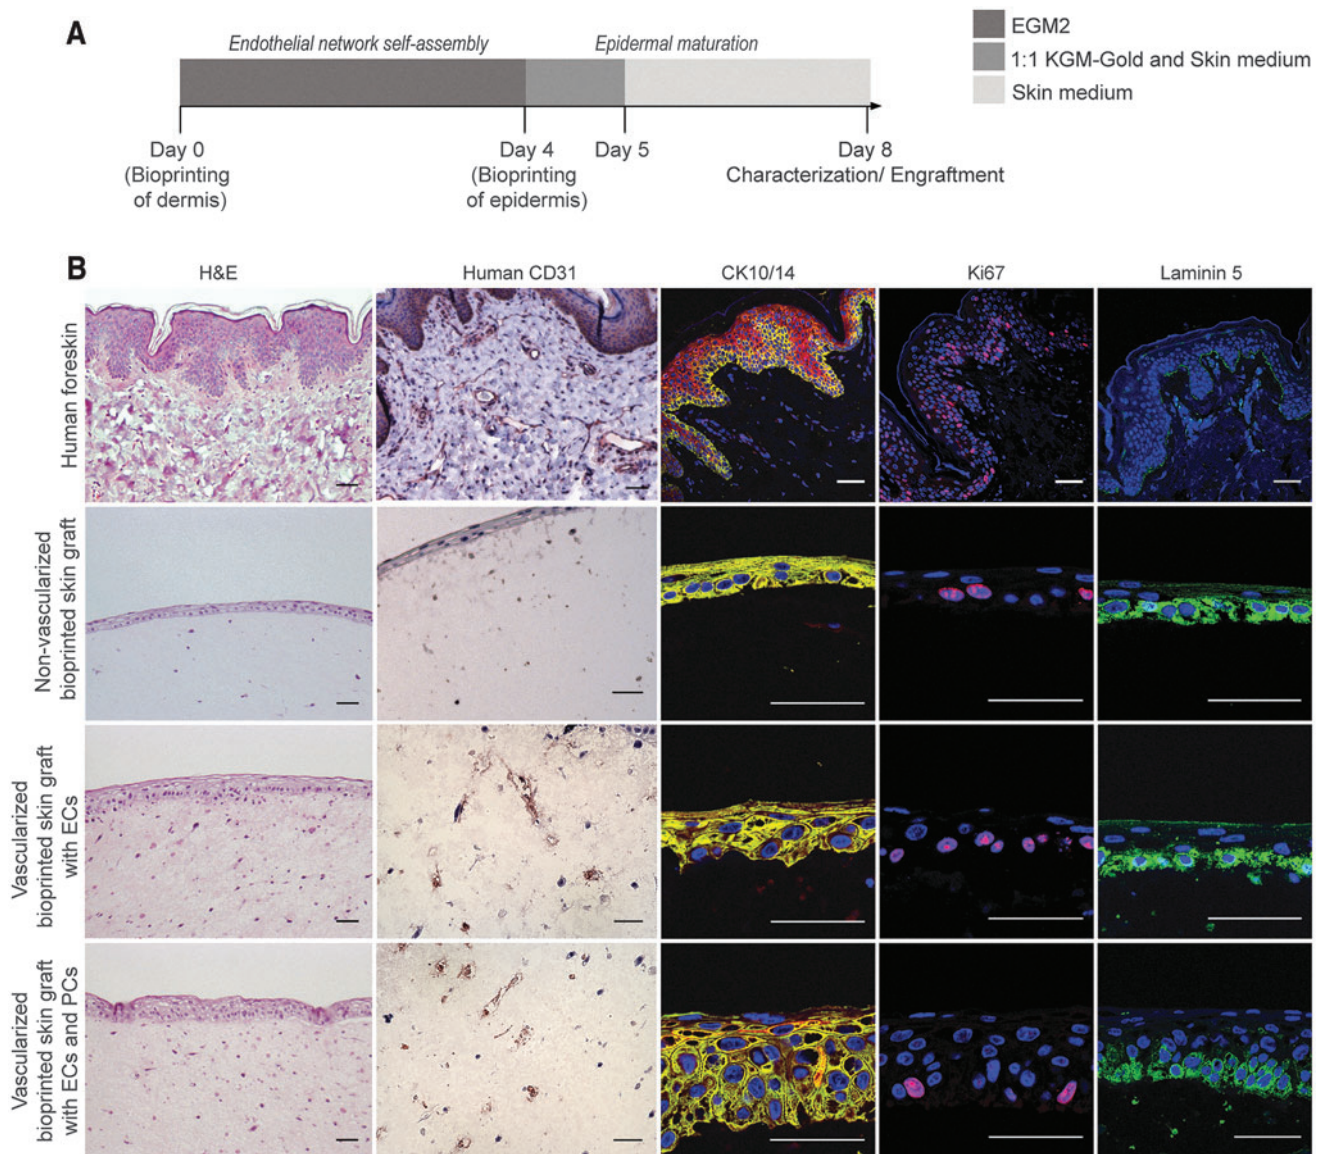 A
Endothelial network self-assembly
Epidermal maturation
EGM2
1:1 KGM-Gold and Skin medium
Skin medium
Day 0
(Bioprinting
of dermis)
Day 4
(Bioprinting
of epidermis)
Day 5
Day 8
Characterization/ Engraftment
B
H&E
Human CD31
CK10/14
Ki67
Laminin 5
Human foreskin
Non-vascularized
bioprinted skin graft
Vascularized
bioprinted skin graft
with ECs
Vascularized
bioprinted skin graft
with ECs and PCs